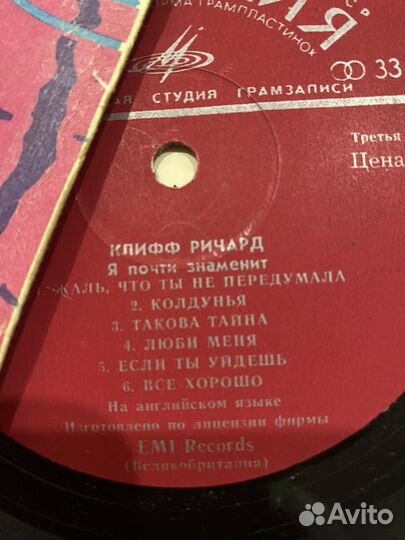 ФИРМА ГРАМПЛАСТИНОК
33
СТУДИЯ ГРАМЗАПИСИ
Третья
Цена
КЛИФФ РИЧАРД
Я почти знаменит
ЖАЛЬ, ЧТО ТЫ НЕ ПЕРЕДУМАЛА
2. КОЛДУНЬЯ
3. ТАКОВА ТАЙНА
4. ЛЮБИ МЕНЯ
5. ЕСЛИ ТЫ УЙДЕШЬ
6. ВСЕ ХОРОШО
На английском языке
Изготовлено по лицензии фирмы
EMI Records
(Великобритания)
Avito